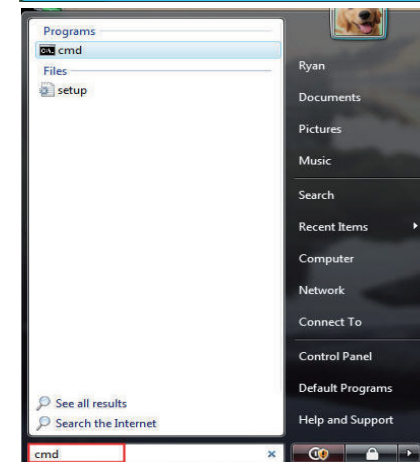 Programs
cmd
Files
setup
See all results
Search the Internet
cmd
Ryan
Documents
Pictures
Music
Search
Recent Items
Computer
Network
Connect To
Control Panel
Default Programs
Help and Support